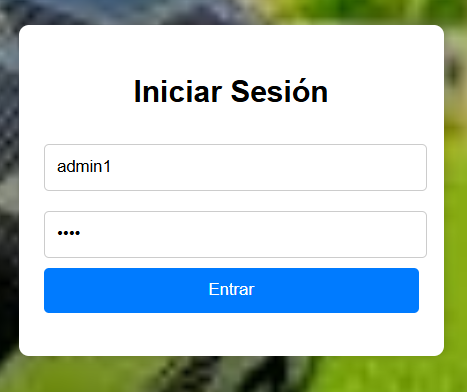 Iniciar Sesión
admin1
••••
Entrar